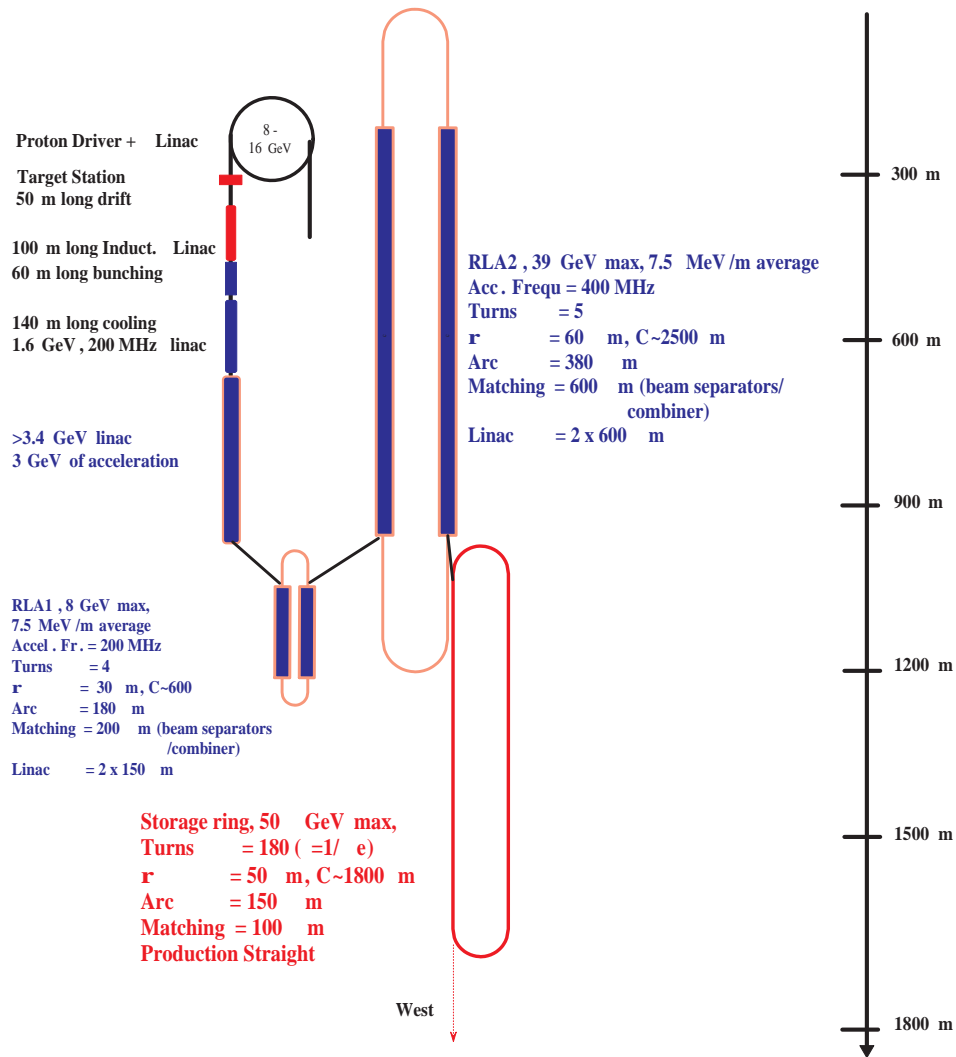 8 -
16 GeV
Proton Driver + Linac
Target Station
50 m long drift
100 m long Induct. Linac
60 m long bunching
140 m long cooling
1.6 GeV , 200 MHz linac
>3.4 GeV linac
3 GeV of acceleration
RLA2 , 39 GeV max, 7.5 MeV /m average
Acc . Frequ = 400 MHz
Turns = 5
r = 60 m, C~2500 m
Arc = 380 m
Matching = 600 m (beam separators/
combiner)
Linac = 2 x 600 m
RLA1 , 8 GeV max,
7.5 MeV /m average
Accel . Fr . = 200 MHz
Turns = 4
r = 30 m, C~600
Arc = 180 m
Matching = 200 m (beam separators
/combiner)
Linac = 2 x 150 m
Storage ring, 50 GeV max,
Turns = 180 ( =1/ e)
r = 50 m, C~1800 m
Arc = 150 m
Matching = 100 m
Production Straight
West
300 m
600 m
900 m
1200 m
1500 m
1800 m